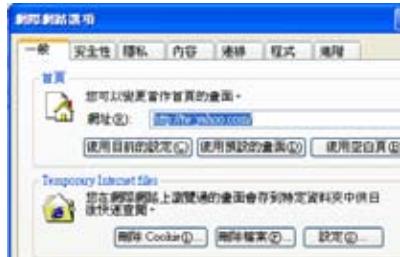 網際網路選項
一般 安全性 隱私 內容 連線 程式 進階
首頁
您可以變更當作首頁的畫面。
網址(R): http://tw.yahoo.com/
使用目前的設定(C) 使用預設的畫面(D) 使用空白頁(B
Temporary Internet files
您在網際網路上瀏覽過的畫面會存到特定資料夾中供日
後快速查閱。
刪除 Cookie(I)... 刪除檔案(F)... 設定(S)...